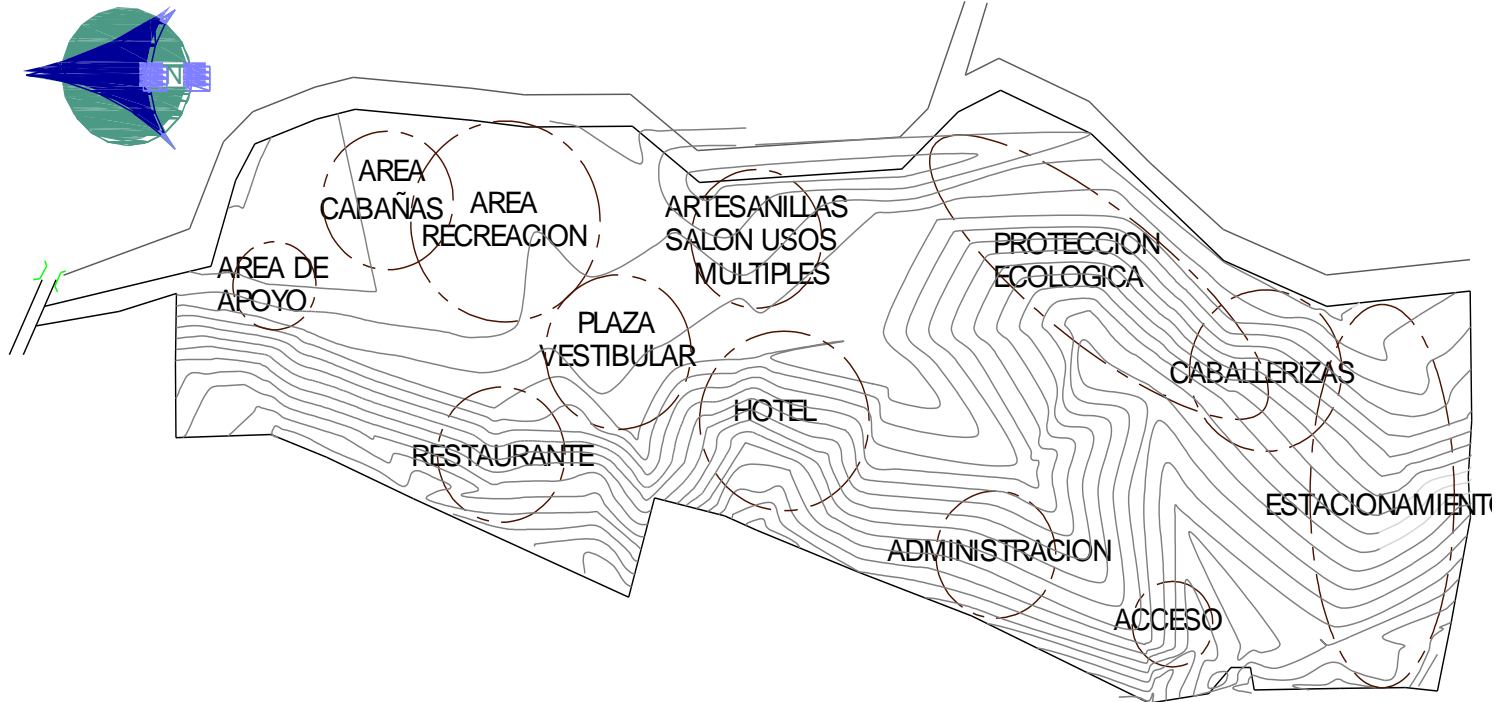 N
AREA
CABAÑAS
AREA
RECREACION
ARTESANILLAS
SALON USOS
MULTIPLES
PROTECCION
ECOLOGICA
AREA DE
APOYO
PLAZA
VESTIBULAR
CABALLERIZAS
HOTEL
RESTAURANTE
ESTACIONAMIENTO
ADMINISTRACION
ACCESO